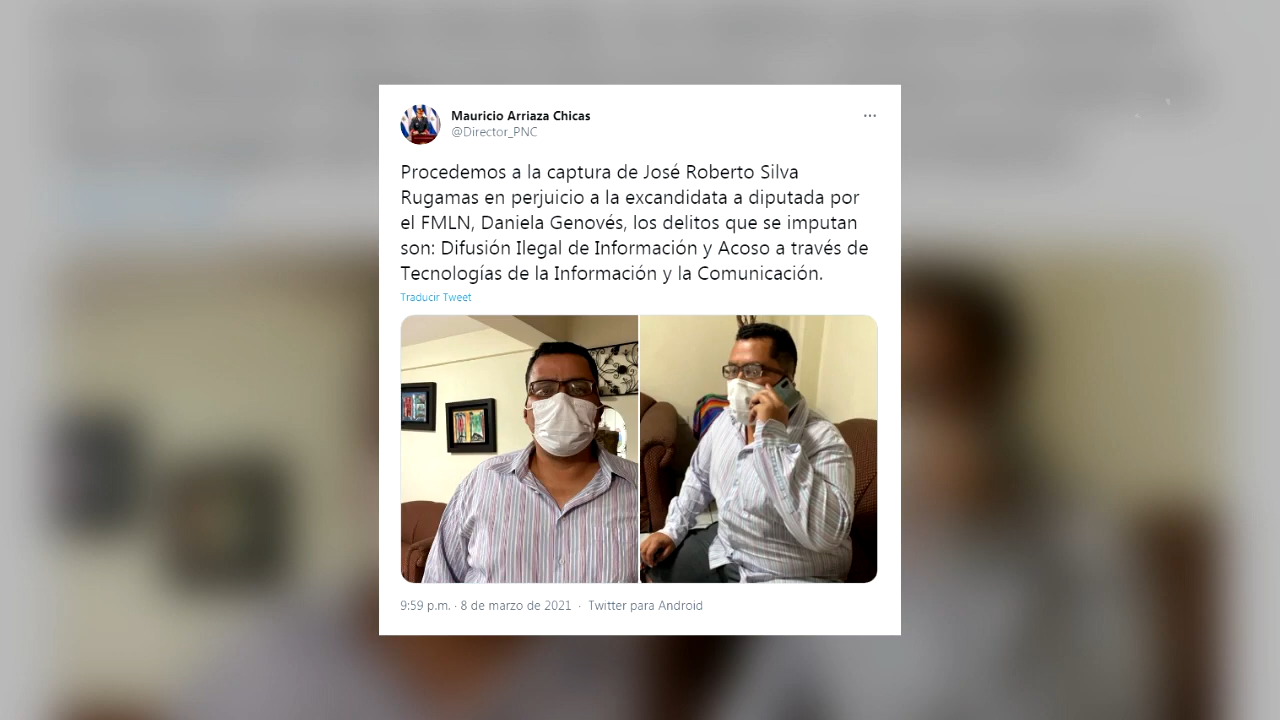 Mauricio Arriaza Chicas
@Director_PNC
Procedemos a la captura de José Roberto Silva
Rugamas en perjuicio a la excandidata a diputada por
el FMLN, Daniela Genovés, los delitos que se imputan
son: Difusión Ilegal de Información y Acoso a través de
Tecnologías de la Información y la Comunicación.
Traducir Tweet
9:59 p.m. · 8 de marzo de 2021 · Twitter para Android